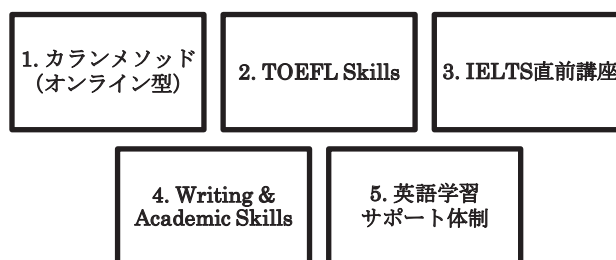 1. カランメソッド
（オンライン型）
2. TOEFL Skills
3. IELTS直前講座
4. Writing &
Academic Skills
5. 英語学習
サポート体制